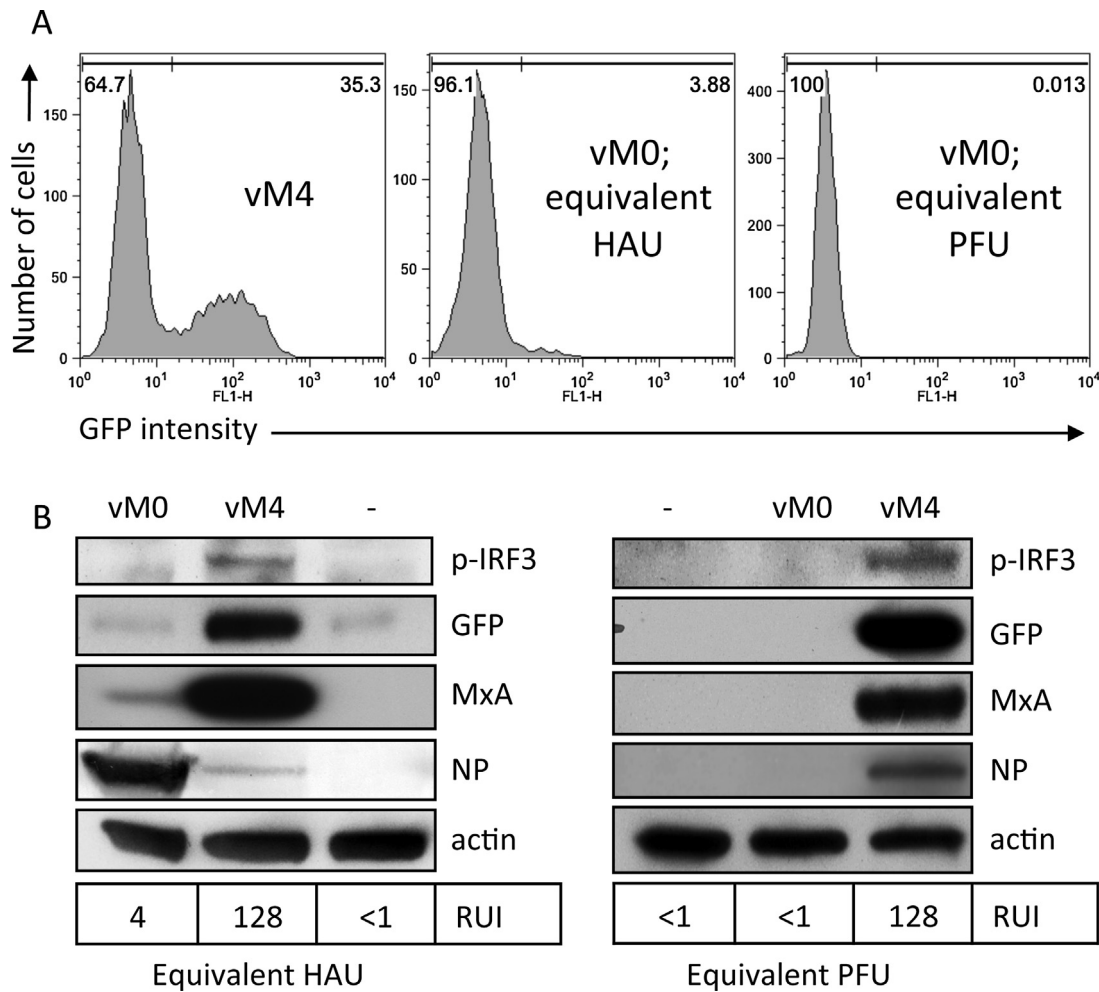 A
Number of cells
64.7 35.3
vM4
150
100
50
0
10^0 10^1 10^2 10^3 10^4
FL1-H
96.1 3.88
vM0;
equivalent
HAU
150
100
50
0
10^0 10^1 10^2 10^3 10^4
FL1-H
100 0.013
vM0;
equivalent
PFU
400
300
200
100
0
10^0 10^1 10^2 10^3 10^4
FL1-H
GFP intensity
B
vM0 vM4 -
p-IRF3
GFP
MxA
NP
actin
4 128 <1 RUI
Equivalent HAU
- vM0 vM4
p-IRF3
GFP
MxA
NP
actin
<1 <1 128 RUI
Equivalent PFU